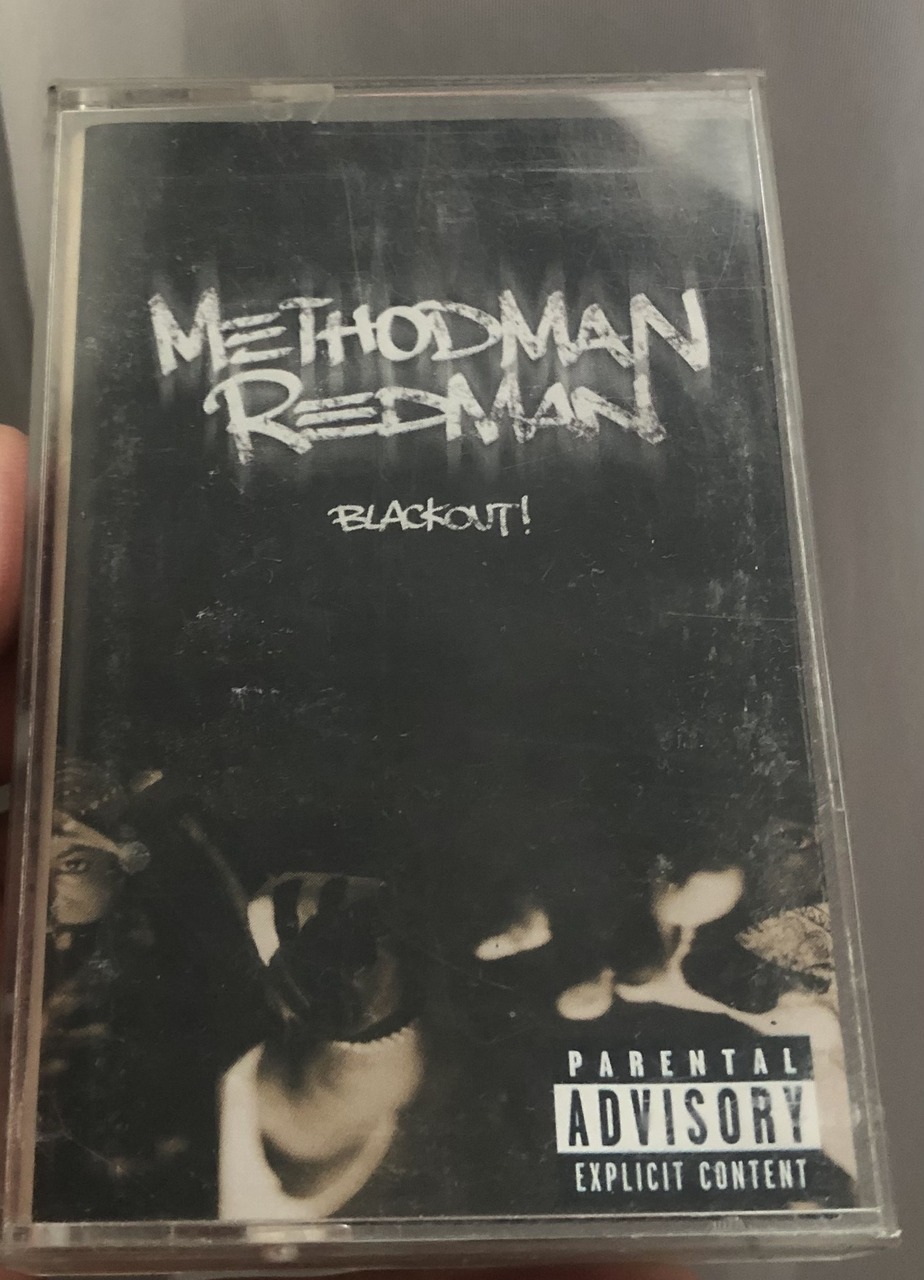 METHODMAN
REDMAN
BLACKOUT!
PARENTAL
ADVISORY
EXPLICIT CONTENT